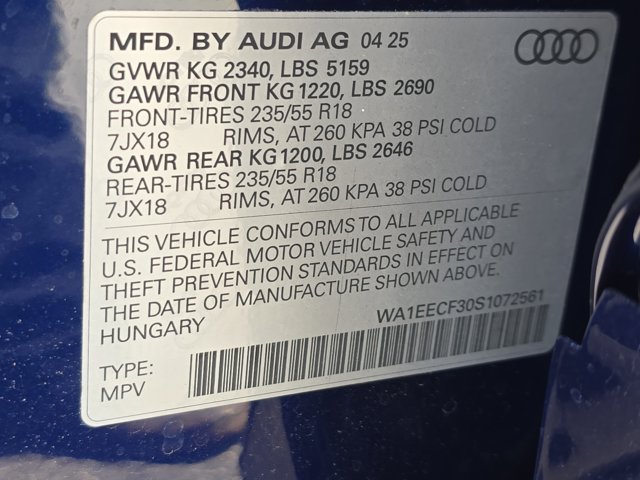 MFD. BY AUDI AG 04 25
GVWR KG 2340, LBS 5159
GAWR FRONT KG 1220, LBS 2690
FRONT-TIRES 235/55 R18
7JX18 RIMS, AT 260 KPA 38 PSI COLD
GAWR REAR KG1200, LBS 2646
REAR-TIRES 235/55 R18
7JX18 RIMS, AT 260 KPA 38 PSI COLD
THIS VEHICLE CONFORMS TO ALL APPLICABLE
U.S. FEDERAL MOTOR VEHICLE SAFETY AND
THEFT PREVENTION STANDARDS IN EFFECT ON
THE DATE OF MANUFACTURE SHOWN ABOVE.
HUNGARY
WA1EECF30S1072561
TYPE:
MPV